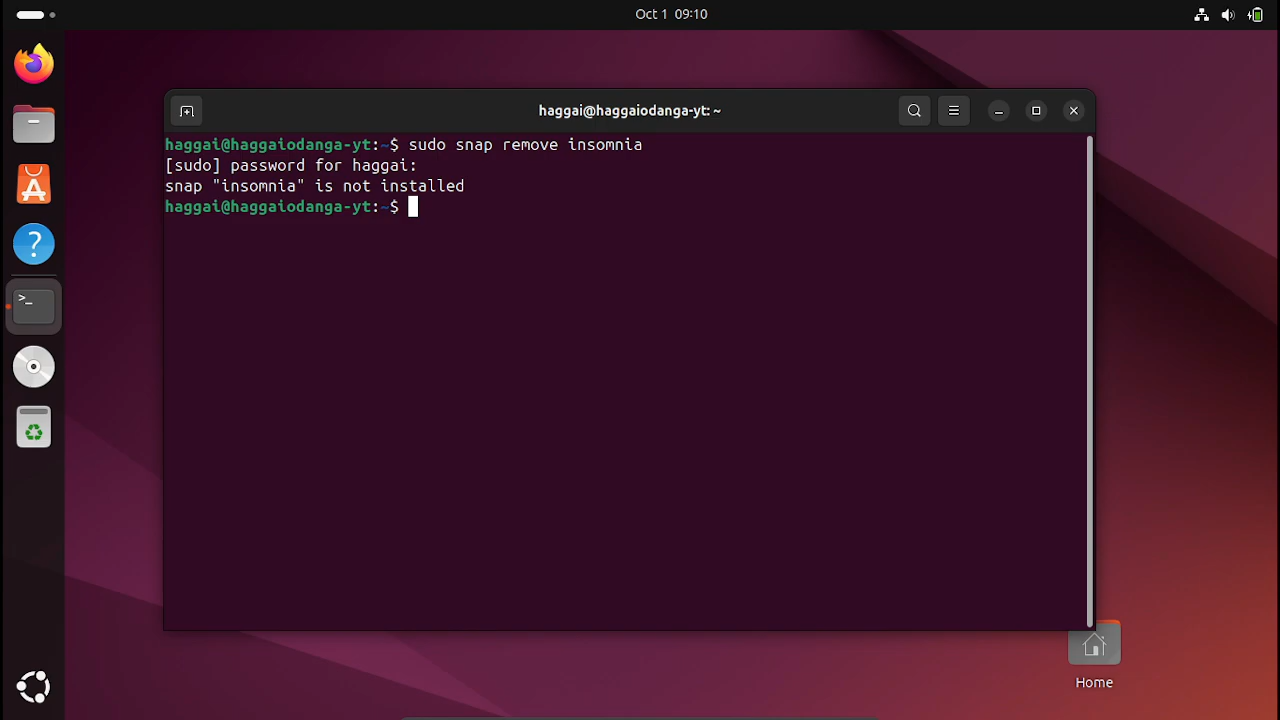 Oct 1 09:10
haggai@haggaiodanga-yt: ~
haggai@haggaiodanga-yt:~$ sudo snap remove insomnia
[sudo] password for haggai:
snap "insomnia" is not installed
haggai@haggaiodanga-yt:~$
Home